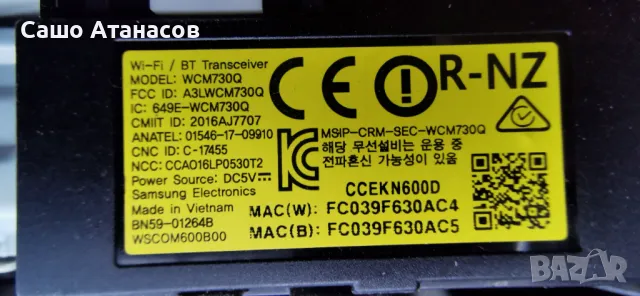 Сашо Атанасов
Wi-Fi / BT Transceiver
MODEL: WCM730Q
FCC ID: A3LWCM730Q
IC: 649E-WCM730Q
CMIIT ID: 2016AJ7707
ANATEL: 01546-17-09910
CNC ID: C-17455
NCC: CCAO16LP0530T2
Power Source: DC5V
Samsung Electronics
Made in Vietnam
BN59-01264B
WSCOM600B00
CE
R-NZ
MSIP-CRM-SEC-WCM730Q
해당 무선설비는 운용 중
전파혼신 가능성이 있음
CCEKN600D
MAC(W): FC039F630AC4
MAC(B): FC039F630AC5
BAZAR.bg